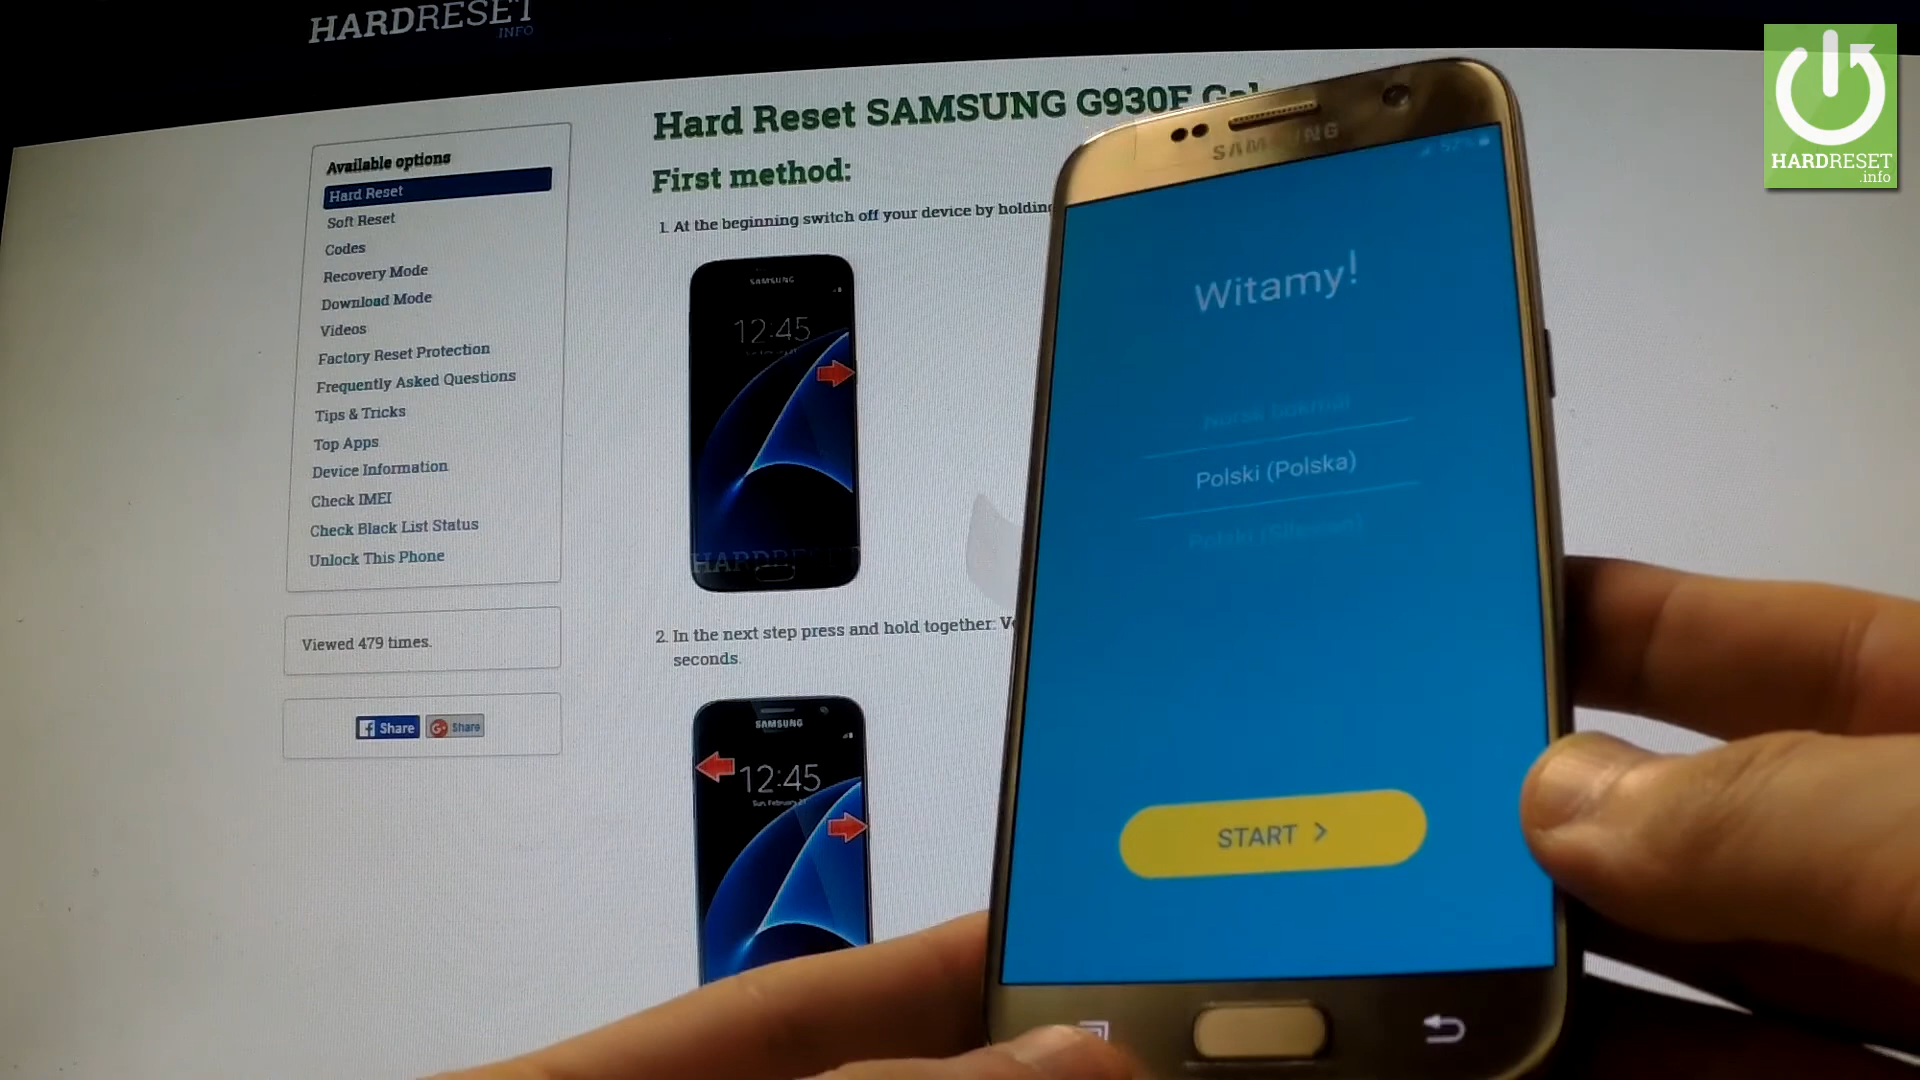 HARDRESET
.INFO
Available options
Hard Reset
Soft Reset
Codes
Recovery Mode
Download Mode
Videos
Factory Reset Protection
Frequently Asked Questions
Tips & Tricks
Top Apps
Device Information
Check IMEI
Check Black List Status
Unlock This Phone
Viewed 479 times.
Share
Share
Hard Reset SAMSUNG G930F
First method:
1. At the beginning switch off your device by holding
SAMSUNG
12:45
HARDRESET
2. In the next step press and hold together:
seconds.
SAMSUNG
12:45
SAMSUNG
Witamy!
Polski (Polska)
START >
HARDRESET
.info